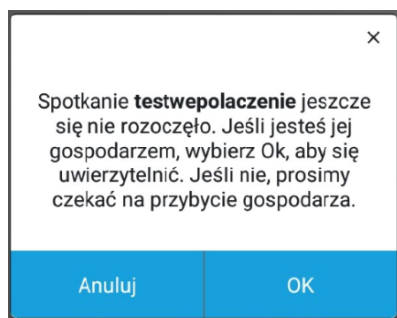 Spotkanie testwepolaczenie jeszcze
się nie rozoczęło. Jeśli jesteś jej
gospodarzem, wybierz Ok, aby się
uwierzytelnić. Jeśli nie, prosimy
czekać na przybycie gospodarza.
Anuluj OK